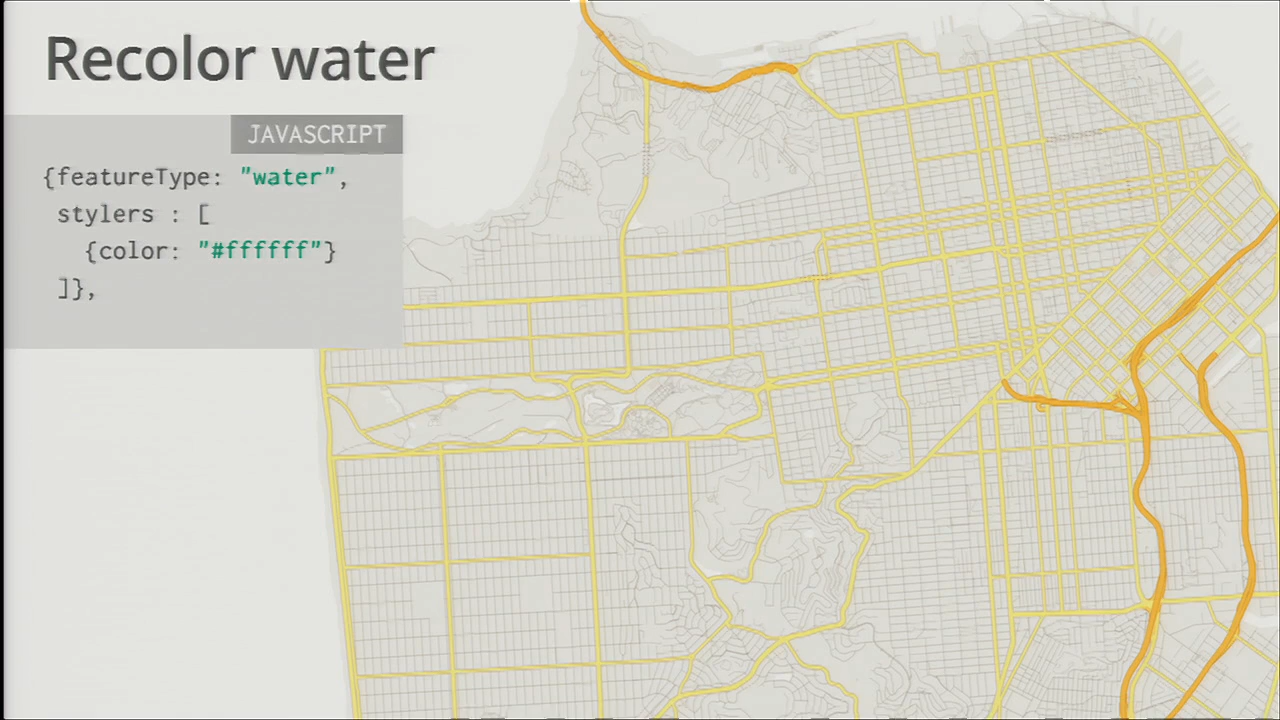 Recolor water
JAVASCRIPT
{featureType: "water",
stylers : [
{color: "#ffffff"}
]},